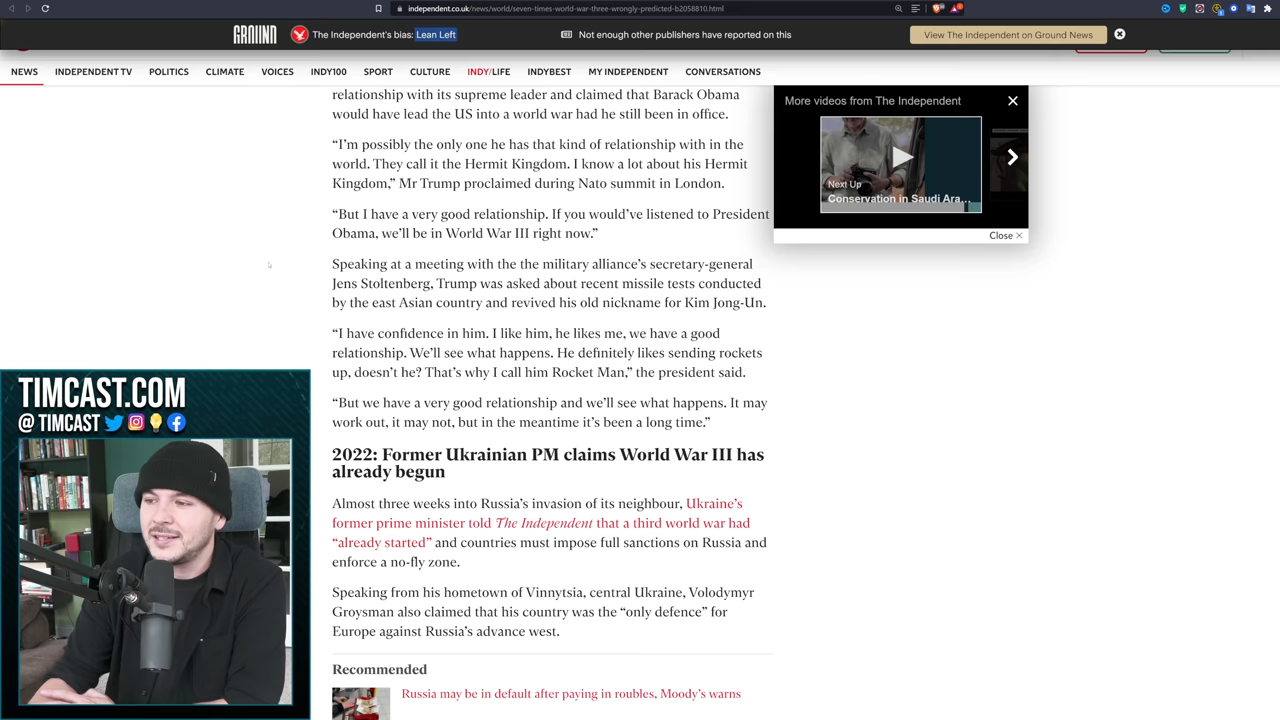 independent.co.uk/news/world/seven-times-world-war-three-wrongly-predicted-b2058810.html
GROUND The Independent's bias: Lean Left Not enough other publishers have reported on this View The Independent on Ground News
NEWS INDEPENDENT TV POLITICS CLIMATE VOICES INDY100 SPORT CULTURE INDY/LIFE INDYBEST MY INDEPENDENT CONVERSATIONS
relationship with its supreme leader and claimed that Barack Obama
would have lead the US into a world war had he still been in office.
“I’m possibly the only one he has that kind of relationship with in the
world. They call it the Hermit Kingdom. I know a lot about his Hermit
Kingdom,” Mr Trump proclaimed during Nato summit in London.
“But I have a very good relationship. If you would’ve listened to President
Obama, we’ll be in World War III right now.”
Speaking at a meeting with the the military alliance’s secretary-general
Jens Stoltenberg, Trump was asked about recent missile tests conducted
by the east Asian country and revived his old nickname for Kim Jong-Un.
“I have confidence in him. I like him, he likes me, we have a good
relationship. We’ll see what happens. He definitely likes sending rockets
up, doesn’t he? That’s why I call him Rocket Man,” the president said.
“But we have a very good relationship and we’ll see what happens. It may
work out, it may not, but in the meantime it’s been a long time.”
2022: Former Ukrainian PM claims World War III has
already begun
Almost three weeks into Russia’s invasion of its neighbour, Ukraine’s
former prime minister told The Independent that a third world war had
“already started” and countries must impose full sanctions on Russia and
enforce a no-fly zone.
Speaking from his hometown of Vinnytsia, central Ukraine, Volodymyr
Groysman also claimed that his country was the “only defence” for
Europe against Russia’s advance west.
Recommended
Russia may be in default after paying in roubles, Moody’s warns
More videos from The Independent
Next Up
Conservation in Saudi Ara...
Close
TIMCAST.COM
@ TIMCAST